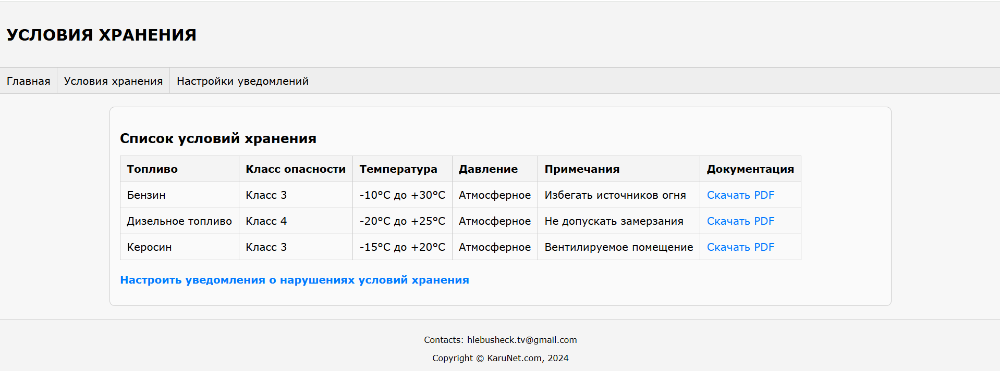 УСЛОВИЯ ХРАНЕНИЯ
Главная Условия хранения Настройки уведомлений
Список условий хранения
Топливо Класс опасности Температура Давление Примечания Документация
Бензин Класс 3 -10°C до +30°C Атмосферное Избегать источников огня Скачать PDF
Дизельное топливо Класс 4 -20°C до +25°C Атмосферное Не допускать замерзания Скачать PDF
Керосин Класс 3 -15°C до +20°C Атмосферное Вентилируемое помещение Скачать PDF
Настроить уведомления о нарушениях условий хранения
Contacts: hlebusheck.tv@gmail.com
Copyright © KaruNet.com, 2024